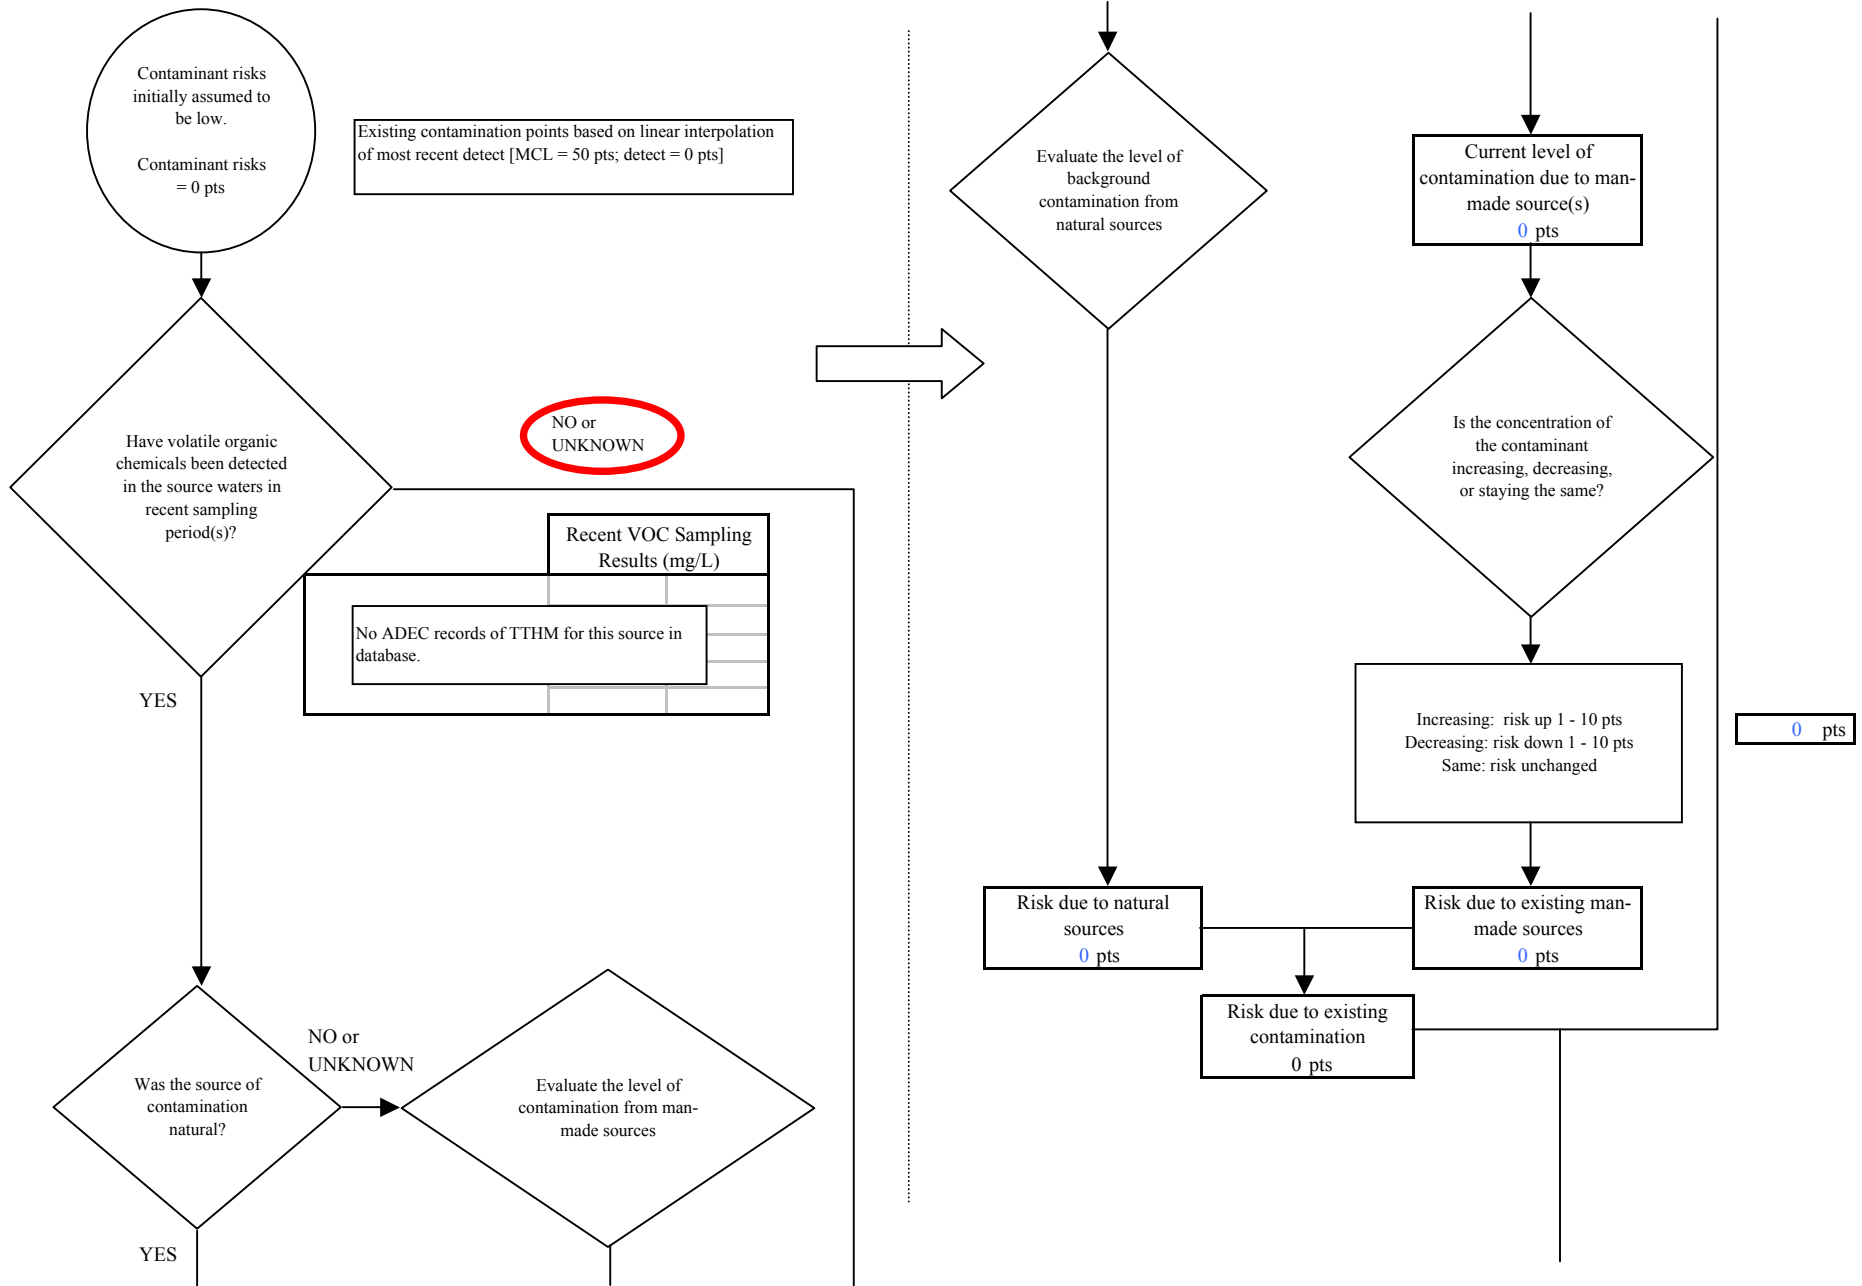 Contaminant risks
initially assumed to
be low.
Contaminant risks
= 0 pts
Existing contamination points based on linear interpolation
of most recent detect [MCL = 50 pts; detect = 0 pts]
Have volatile organic
chemicals been detected
in the source waters in
recent sampling
period(s)?
NO or
UNKNOWN
Recent VOC Sampling
Results (mg/L)
No ADEC records of TTHM for this source in
database.
YES
Was the source of
contamination
natural?
NO or
UNKNOWN
Evaluate the level of
contamination from man-
made sources
YES
Evaluate the level of
background
contamination from
natural sources
Current level of
contamination due to man-
made source(s)
0 pts
Is the concentration of
the contaminant
increasing, decreasing,
or staying the same?
Increasing: risk up 1 - 10 pts
Decreasing: risk down 1 - 10 pts
Same: risk unchanged
0 pts
Risk due to natural
sources
0 pts
Risk due to existing man-
made sources
0 pts
Risk due to existing
contamination
0 pts